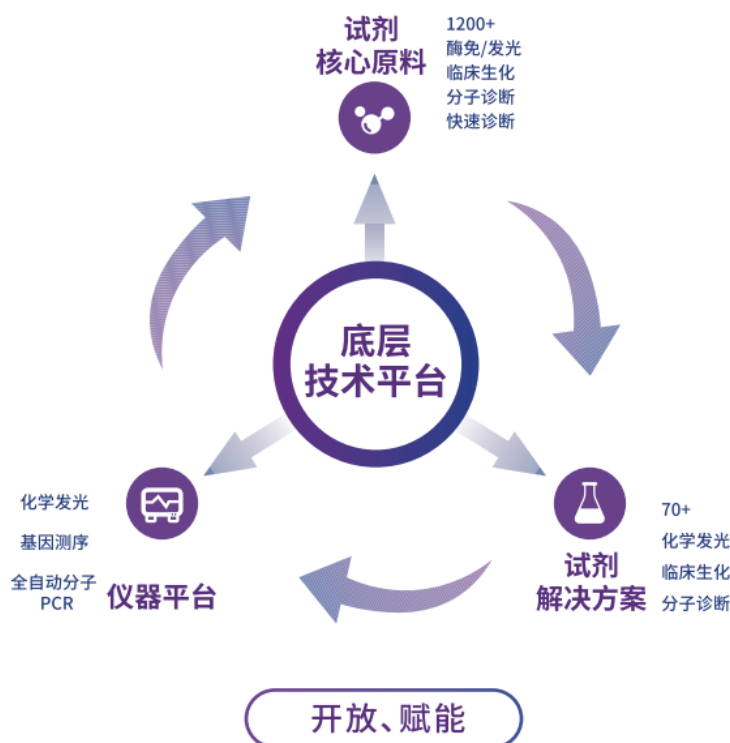 试剂
核心原料
1200+
酶免/发光
临床生化
分子诊断
快速诊断
底层
技术平台
化学发光
基因测序
全自动分子
PCR
仪器平台
试剂
解决方案
70+
化学发光
临床生化
分子诊断
开放、赋能